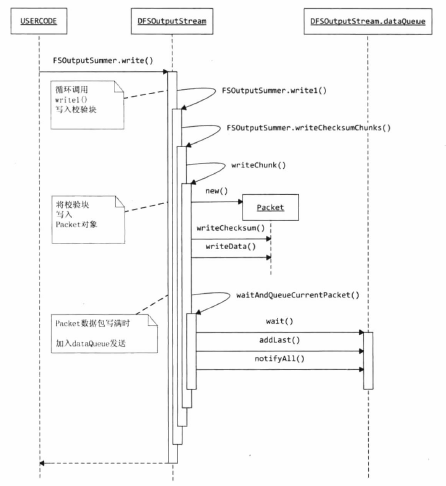 USERCODE
DFSOutputStream
DFSOutputStream.dataQueue
FSOutputSummer.write()
循环调用
write1()
写入校验块
FSOutputSummer.write1()
FSOutputSummer.writeChecksumChunks()
writeChunk()
new()
将校验块
写入
Packet对象
Packet
writeChecksum()
writeData()
waitAndQueueCurrentPacket()
Packet数据包写满时
加入dataQueue发送
wait()
addLast()
notifyAll()